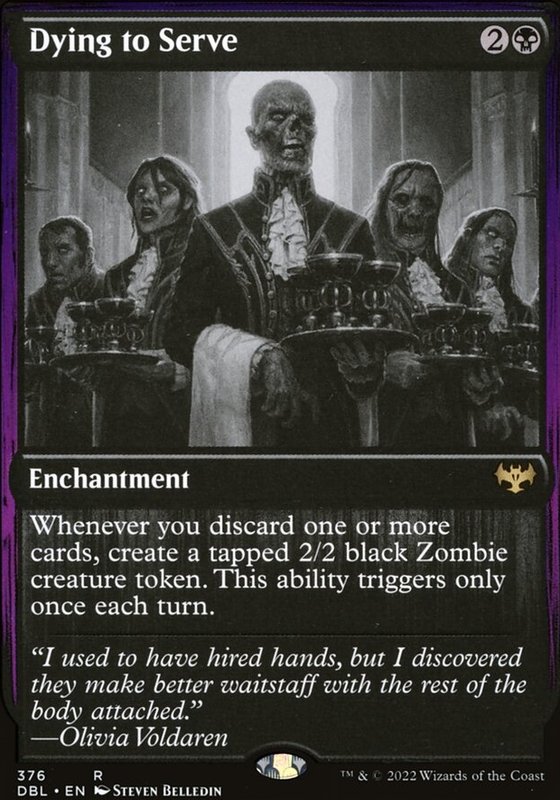 Dying to Serve 2
Enchantment
Whenever you discard one or more
cards, create a tapped 2/2 black Zombie
creature token. This ability triggers only
once each turn.
“I used to have hired hands, but I discovered
they make better waitstaff with the rest of the
body attached.”
—Olivia Voldaren
376 R
DBL • EN Steven Belledin
™ & © 2022 Wizards of the Coast